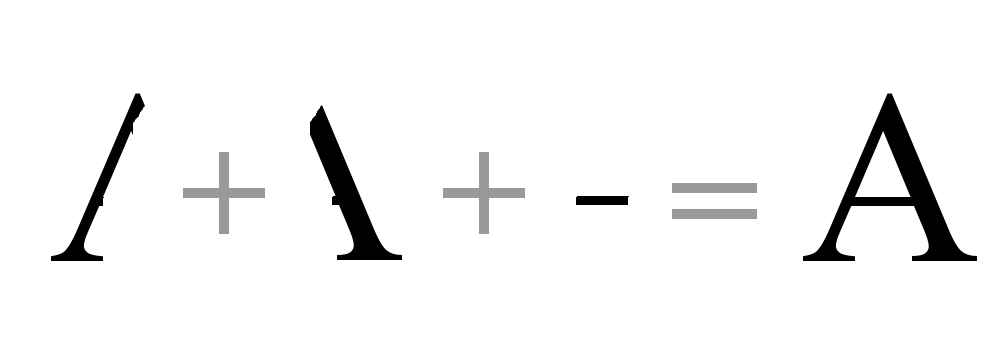 / + \ + - = A